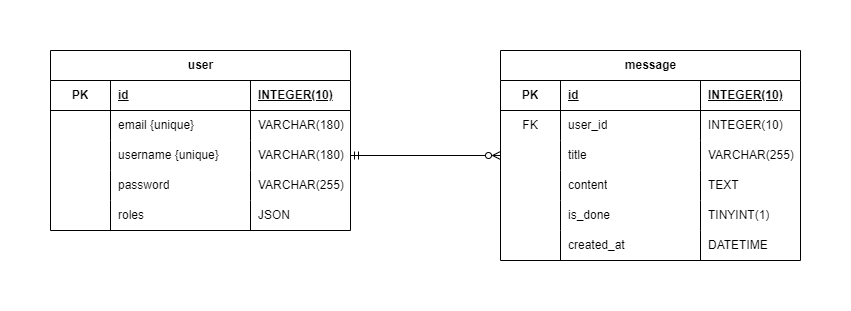 user
PK id INTEGER(10)
email {unique} VARCHAR(180)
username {unique} VARCHAR(180)
password VARCHAR(255)
roles JSON
message
PK id INTEGER(10)
FK user_id INTEGER(10)
title VARCHAR(255)
content TEXT
is_done TINYINT(1)
created_at DATETIME